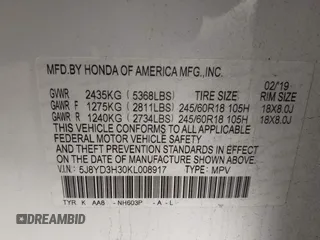 MFD.BY HONDA OF AMERICA MFG.,INC.
02/'19
GVWR 2435KG (5368LBS) TIRE SIZE RIM SIZE
GAWR F 1275KG (2811LBS) 245/60R18 105H 18X8.0J
GAWR R 1240KG (2734LBS) 245/60R18 105H 18X8.0J
THIS VEHICLE CONFORMS TO ALL APPLICABLE
FEDERAL MOTOR VEHICLE SAFETY AND
THEFT PREVENTION STANDARDS IN EFFECT ON
THE DATE OF MANUFACTURE SHOWN ABOVE.
V.I.N.: 5J8YD3H30KL008917 TYPE: MPV
TYR K AA8 - NH603P -A-L
DREAMBID